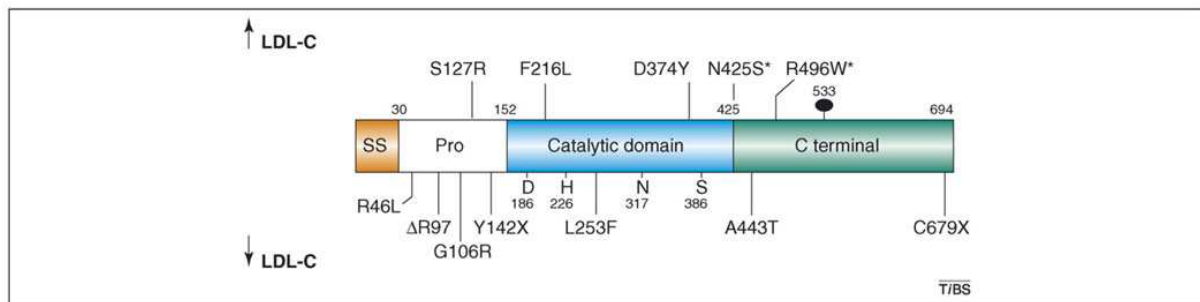 LDL-C
S127R F216L D374Y N425S* R496W*
533
30 152 425 694
SS Pro Catalytic domain C terminal
D H N S
186 226 317 386
R46L
ΔR97 Y142X L253F A443T C679X
G106R
LDL-C
TiBS